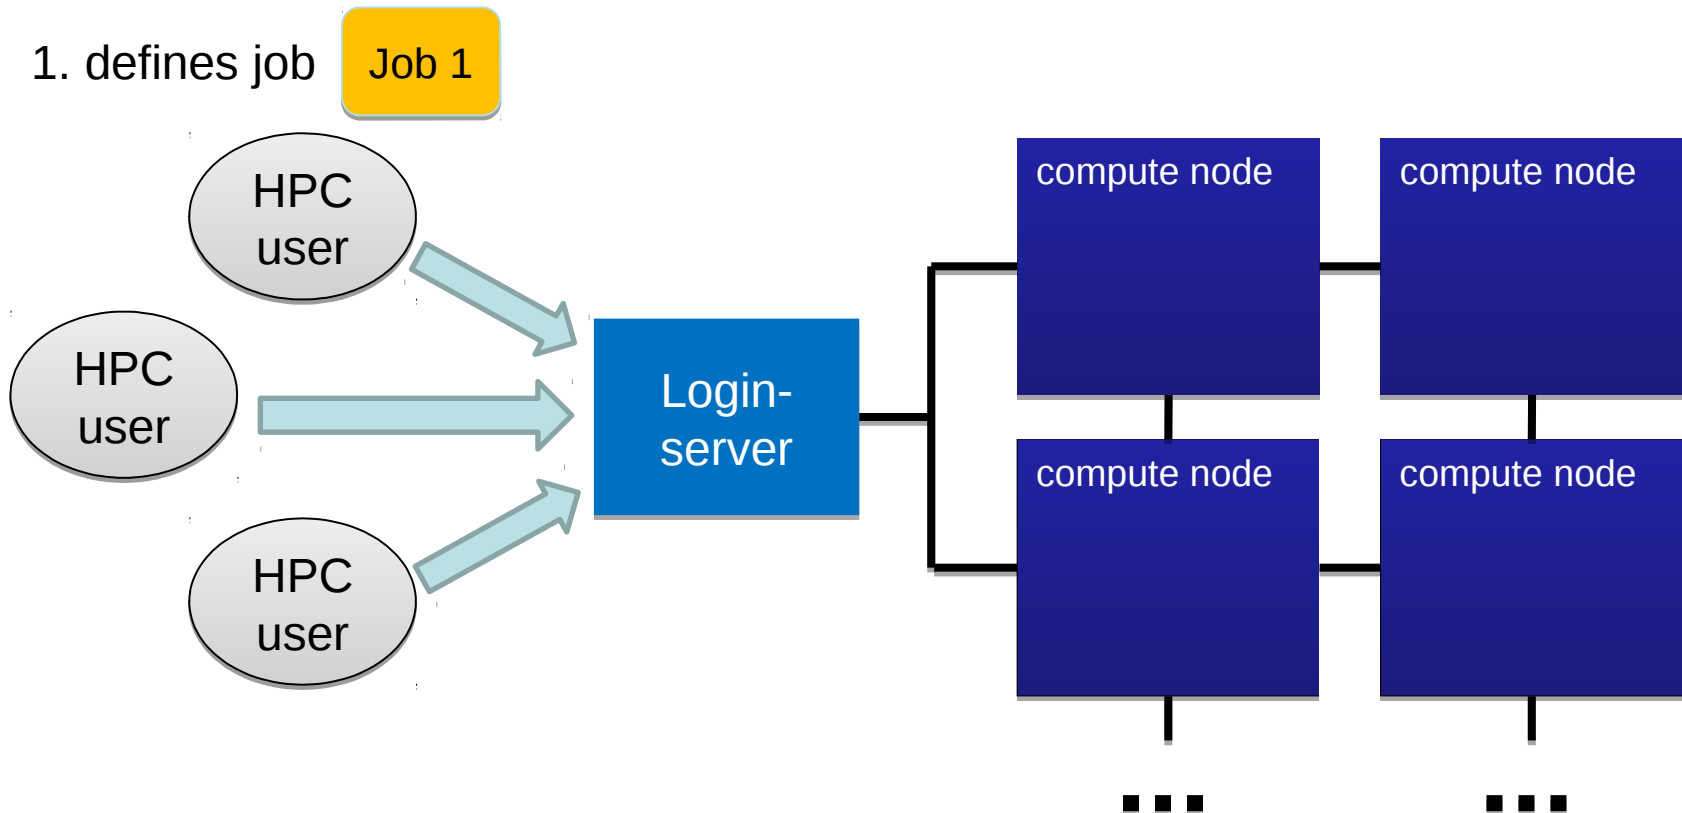 1. defines job
Job 1
HPC
user
HPC
user
HPC
user
Login-
server
compute node
compute node
compute node
compute node
...
...